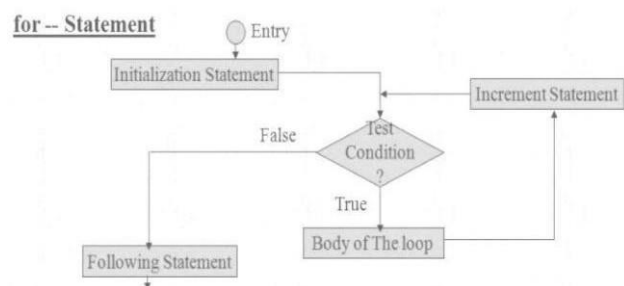 for -- Statement
Entry
Initialization Statement
Increment Statement
Test
Condition
?
False
True
Body of The loop
Following Statement